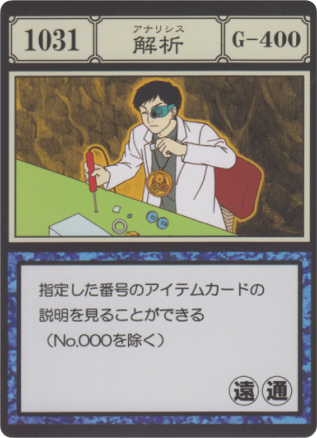 1031
アナリシス
解析
G-400
指定した番号のアイテムカードの
説明を見ることができる
(No,000を除く)
遠 通